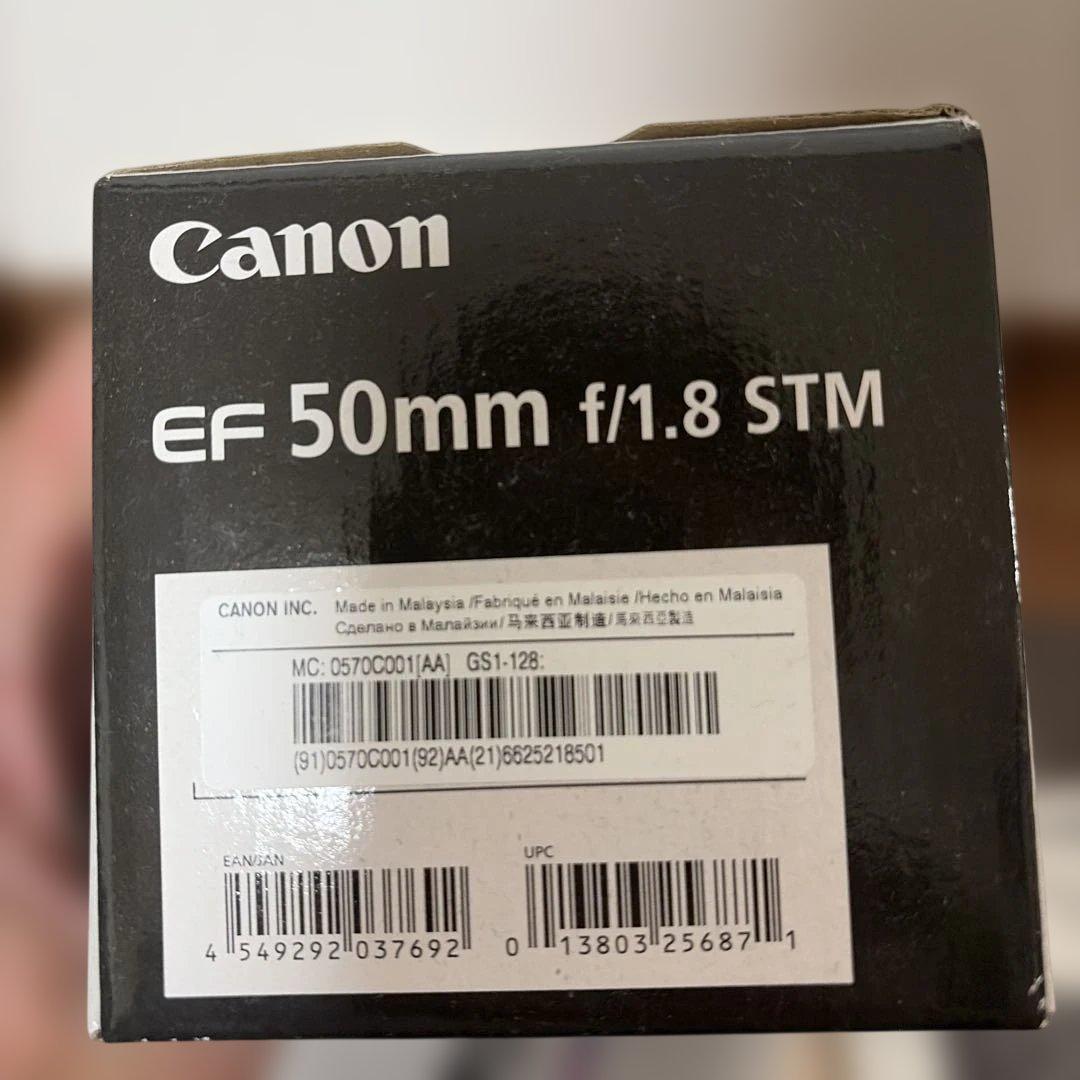 Canon
EF 50mm f/1.8 STM
CANON INC. Made in Malaysia /Fabriqué en Malaisie /Hecho en Malaisia
Сделано в Малайзии/马来西亚制造/馬來西亞製造
MC: 0570C001[AA] GS1-128:
(91)0570C001(92)AA(21)6625218501
EAN/JAN
4 549292 037692
UPC
0 13803 25687 1